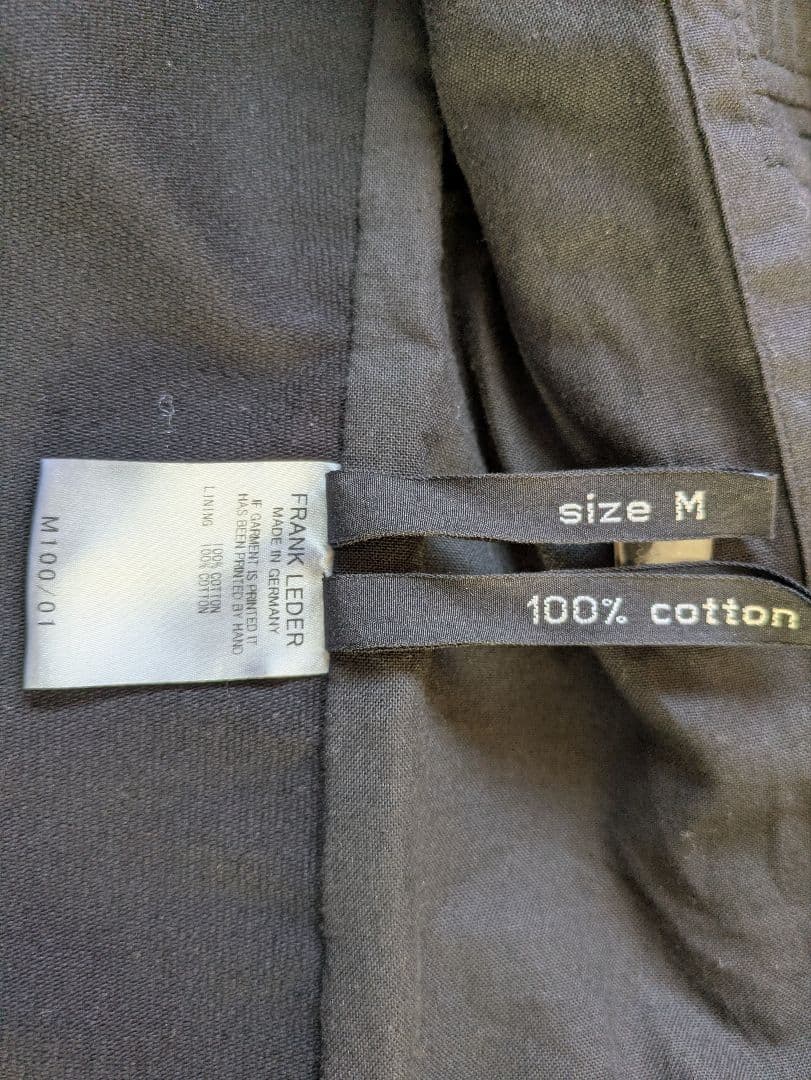 FRANK LEDER
MADE IN GERMANY
IF GARMENT IS PRINTED IT
HAS BEEN PRINTED BY HAND
100% COTTON
LINING 100% COTTON
M100/01
size M
100% cotton